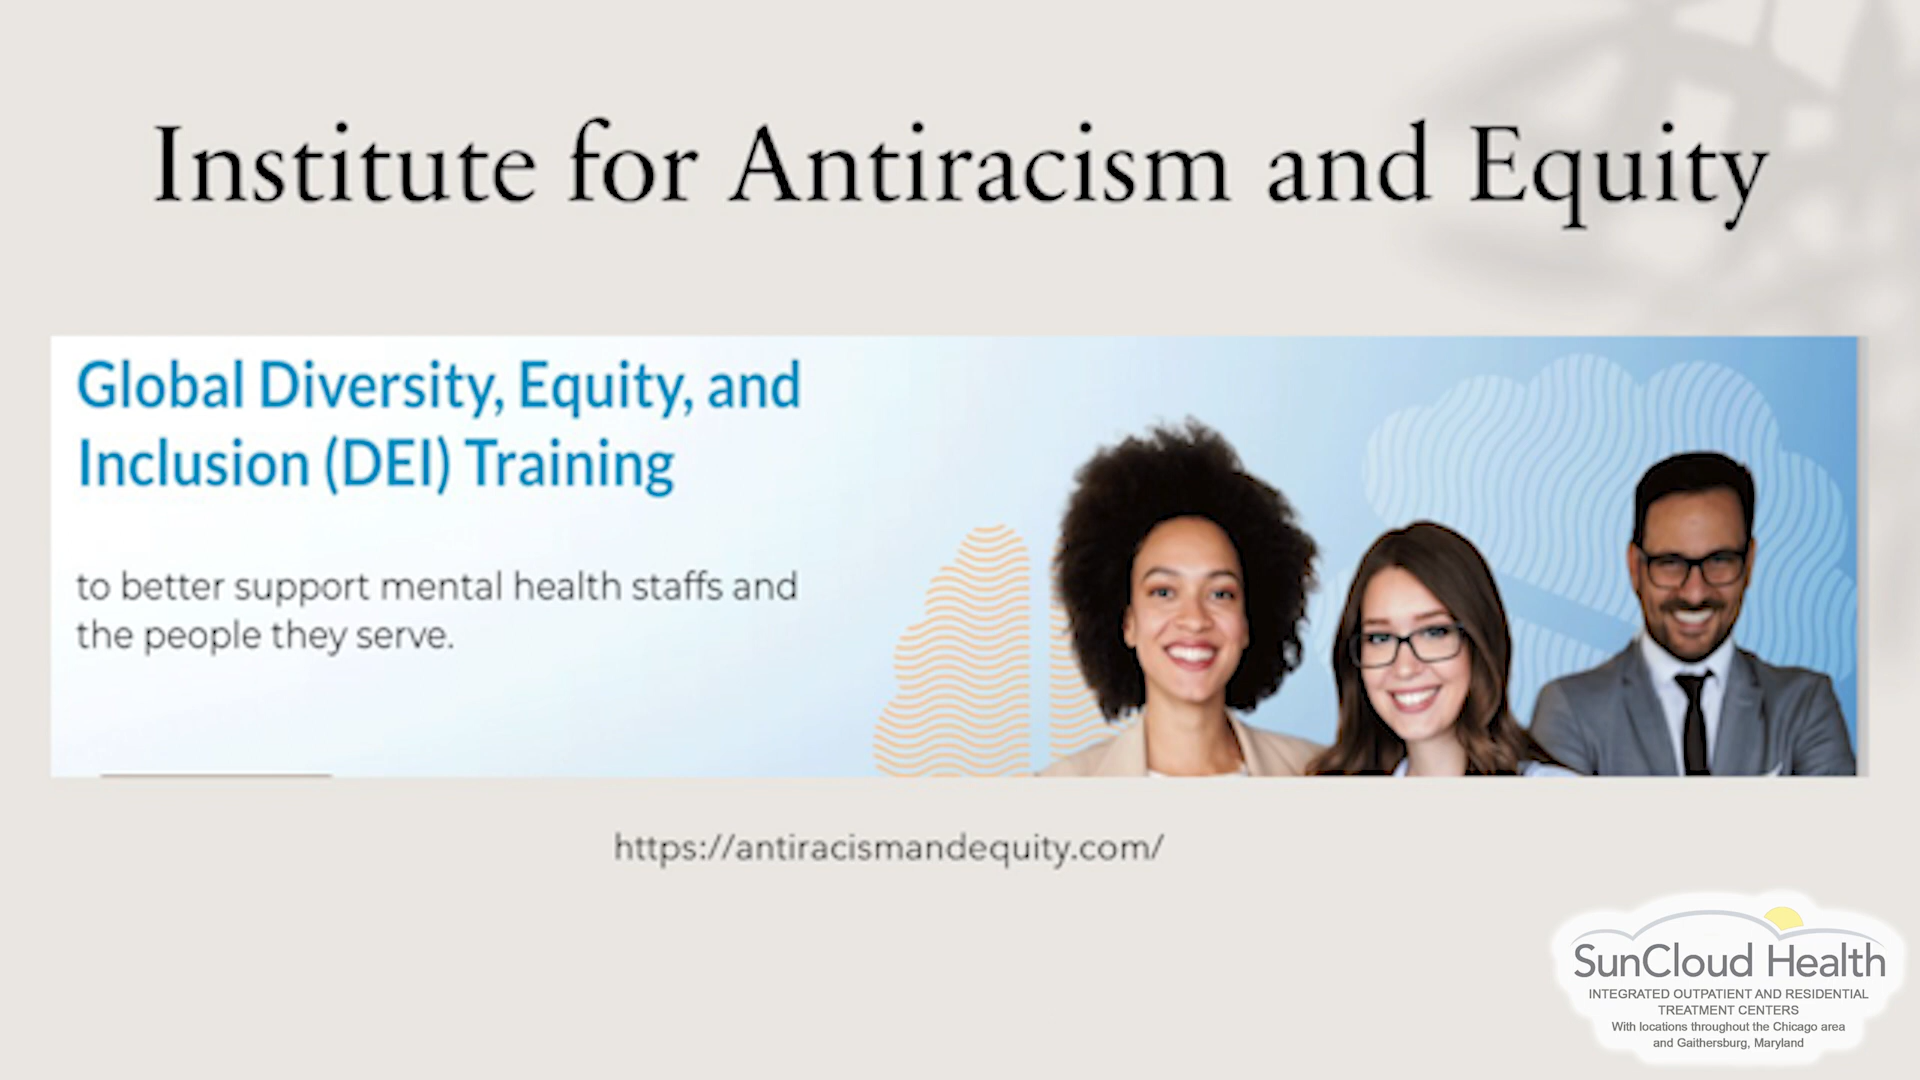 Institute for Antiracism and Equity
Global Diversity, Equity, and
Inclusion (DEI) Training
to better support mental health staffs and
the people they serve.
https://antiracismandequity.com/
SunCloud Health
INTEGRATED OUTPATIENT AND RESIDENTIAL
TREATMENT CENTERS
With locations throughout the Chicago area
and Gaithersburg, Maryland